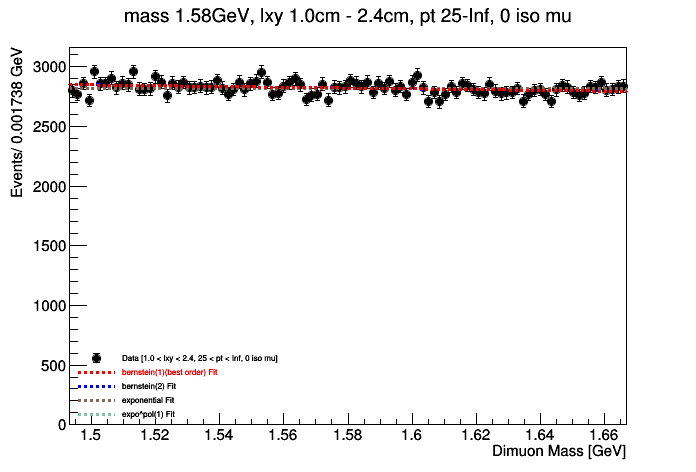 mass 1.58GeV, lxy 1.0cm - 2.4cm, pt 25-Inf, 0 iso mu
Events/ 0.001738 GeV
3000
2500
2000
1500
1000
500
0
Data [1.0 < lxy < 2.4, 25 < pt < Inf, 0 iso mu]
bernstein(1)(best order) Fit
bernstein(2) Fit
exponential Fit
expo*pol(1) Fit
1.5 1.52 1.54 1.56 1.58 1.6 1.62 1.64 1.66
Dimuon Mass [GeV]